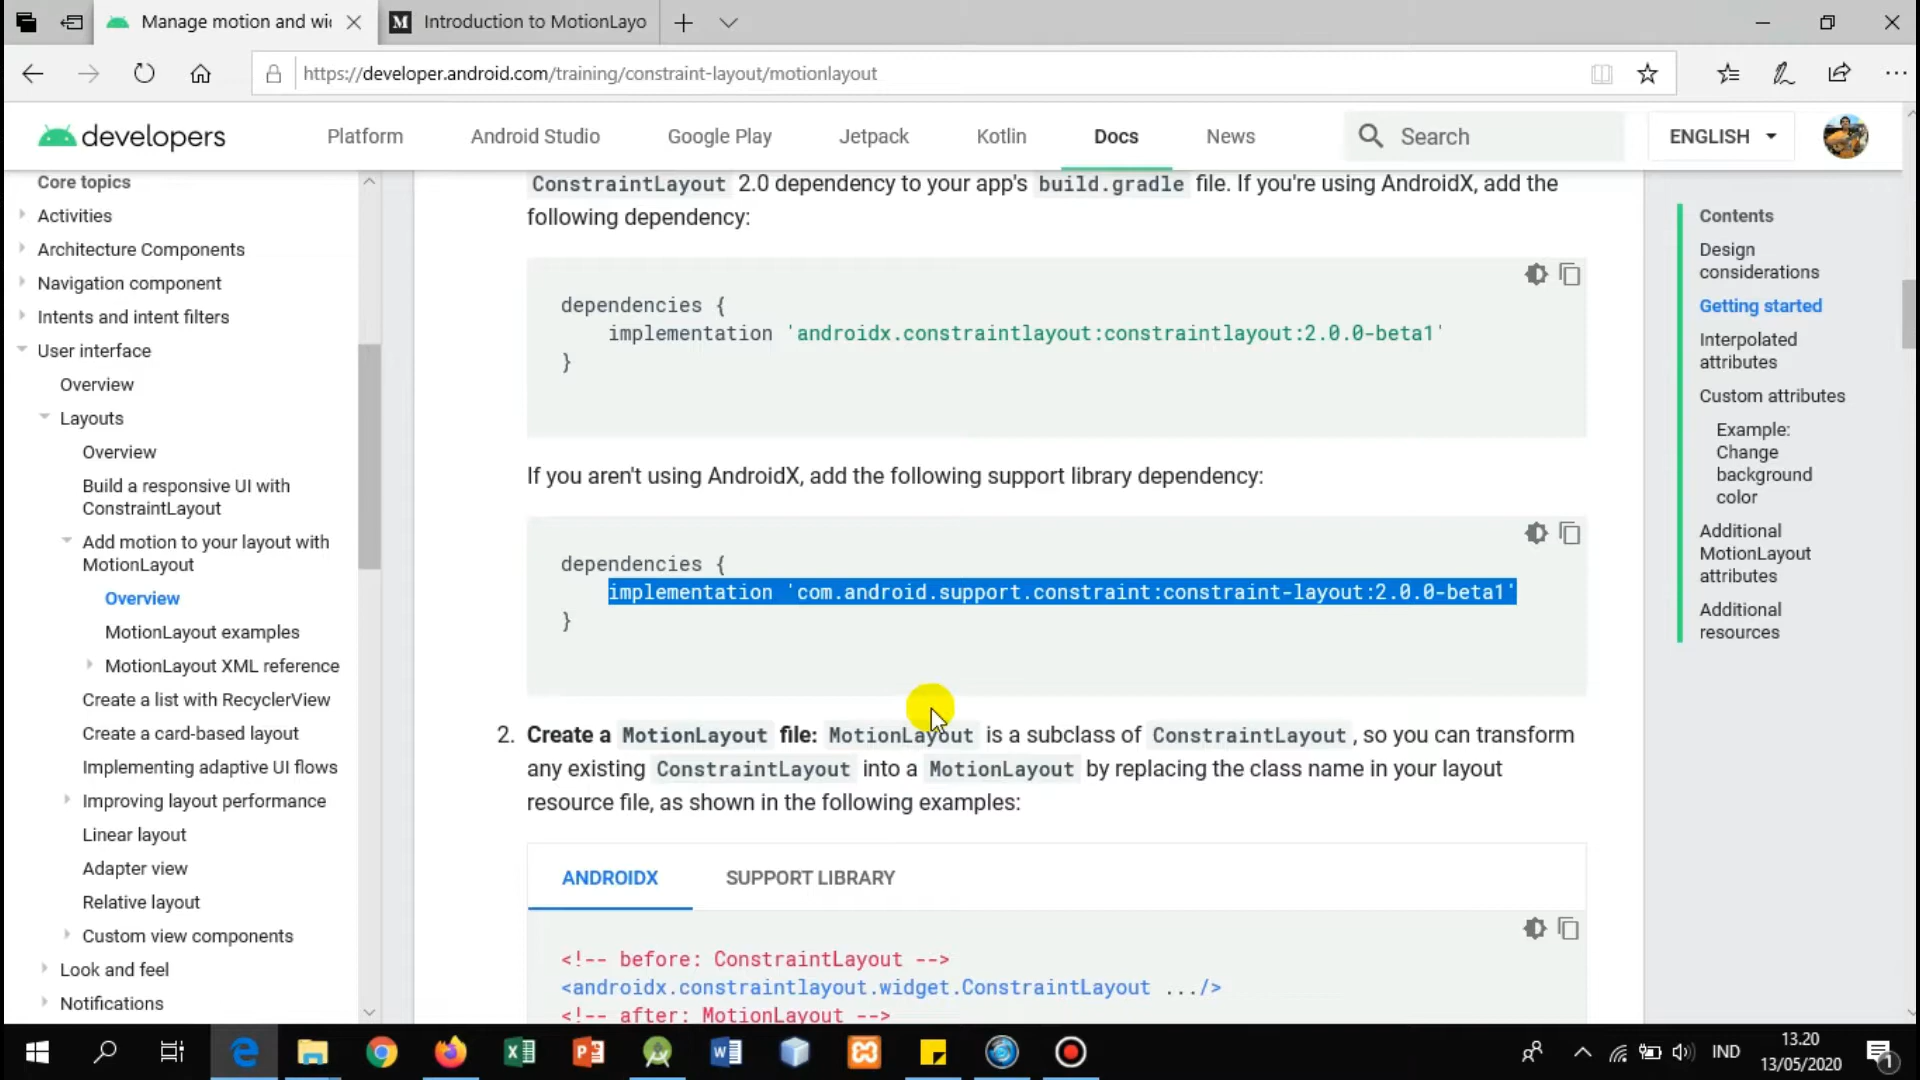 Manage motion and wi
Introduction to MotionLayo
https://developer.android.com/training/constraint-layout/motionlayout
developers
Platform
Android Studio
Google Play
Jetpack
Kotlin
Docs
News
Search
ENGLISH
Core topics
Activities
Architecture Components
Navigation component
Intents and intent filters
User interface
Overview
Layouts
Overview
Build a responsive UI with
ConstraintLayout
Add motion to your layout with
MotionLayout
Overview
MotionLayout examples
MotionLayout XML reference
Create a list with RecyclerView
Create a card-based layout
Implementing adaptive UI flows
Improving layout performance
Linear layout
Adapter view
Relative layout
Custom view components
Look and feel
Notifications
ConstraintLayout 2.0 dependency to your app's build.gradle file. If you're using AndroidX, add the
following dependency:
dependencies {
implementation 'androidx.constraintlayout:constraintlayout:2.0.0-beta1'
}
If you aren't using AndroidX, add the following support library dependency:
dependencies {
implementation 'com.android.support.constraint:constraint-layout:2.0.0-beta1'
}
2. Create a MotionLayout file: MotionLayout is a subclass of ConstraintLayout, so you can transform
any existing ConstraintLayout into a MotionLayout by replacing the class name in your layout
resource file, as shown in the following examples:
ANDROIDX
SUPPORT LIBRARY
<!-- before: ConstraintLayout -->
<androidx.constraintlayout.widget.ConstraintLayout .../>
<!-- after: MotionLayout -->
Contents
Design
considerations
Getting started
Interpolated
attributes
Custom attributes
Example:
Change
background
color
Additional
MotionLayout
attributes
Additional
resources
IND
13.20
13/05/2020
1